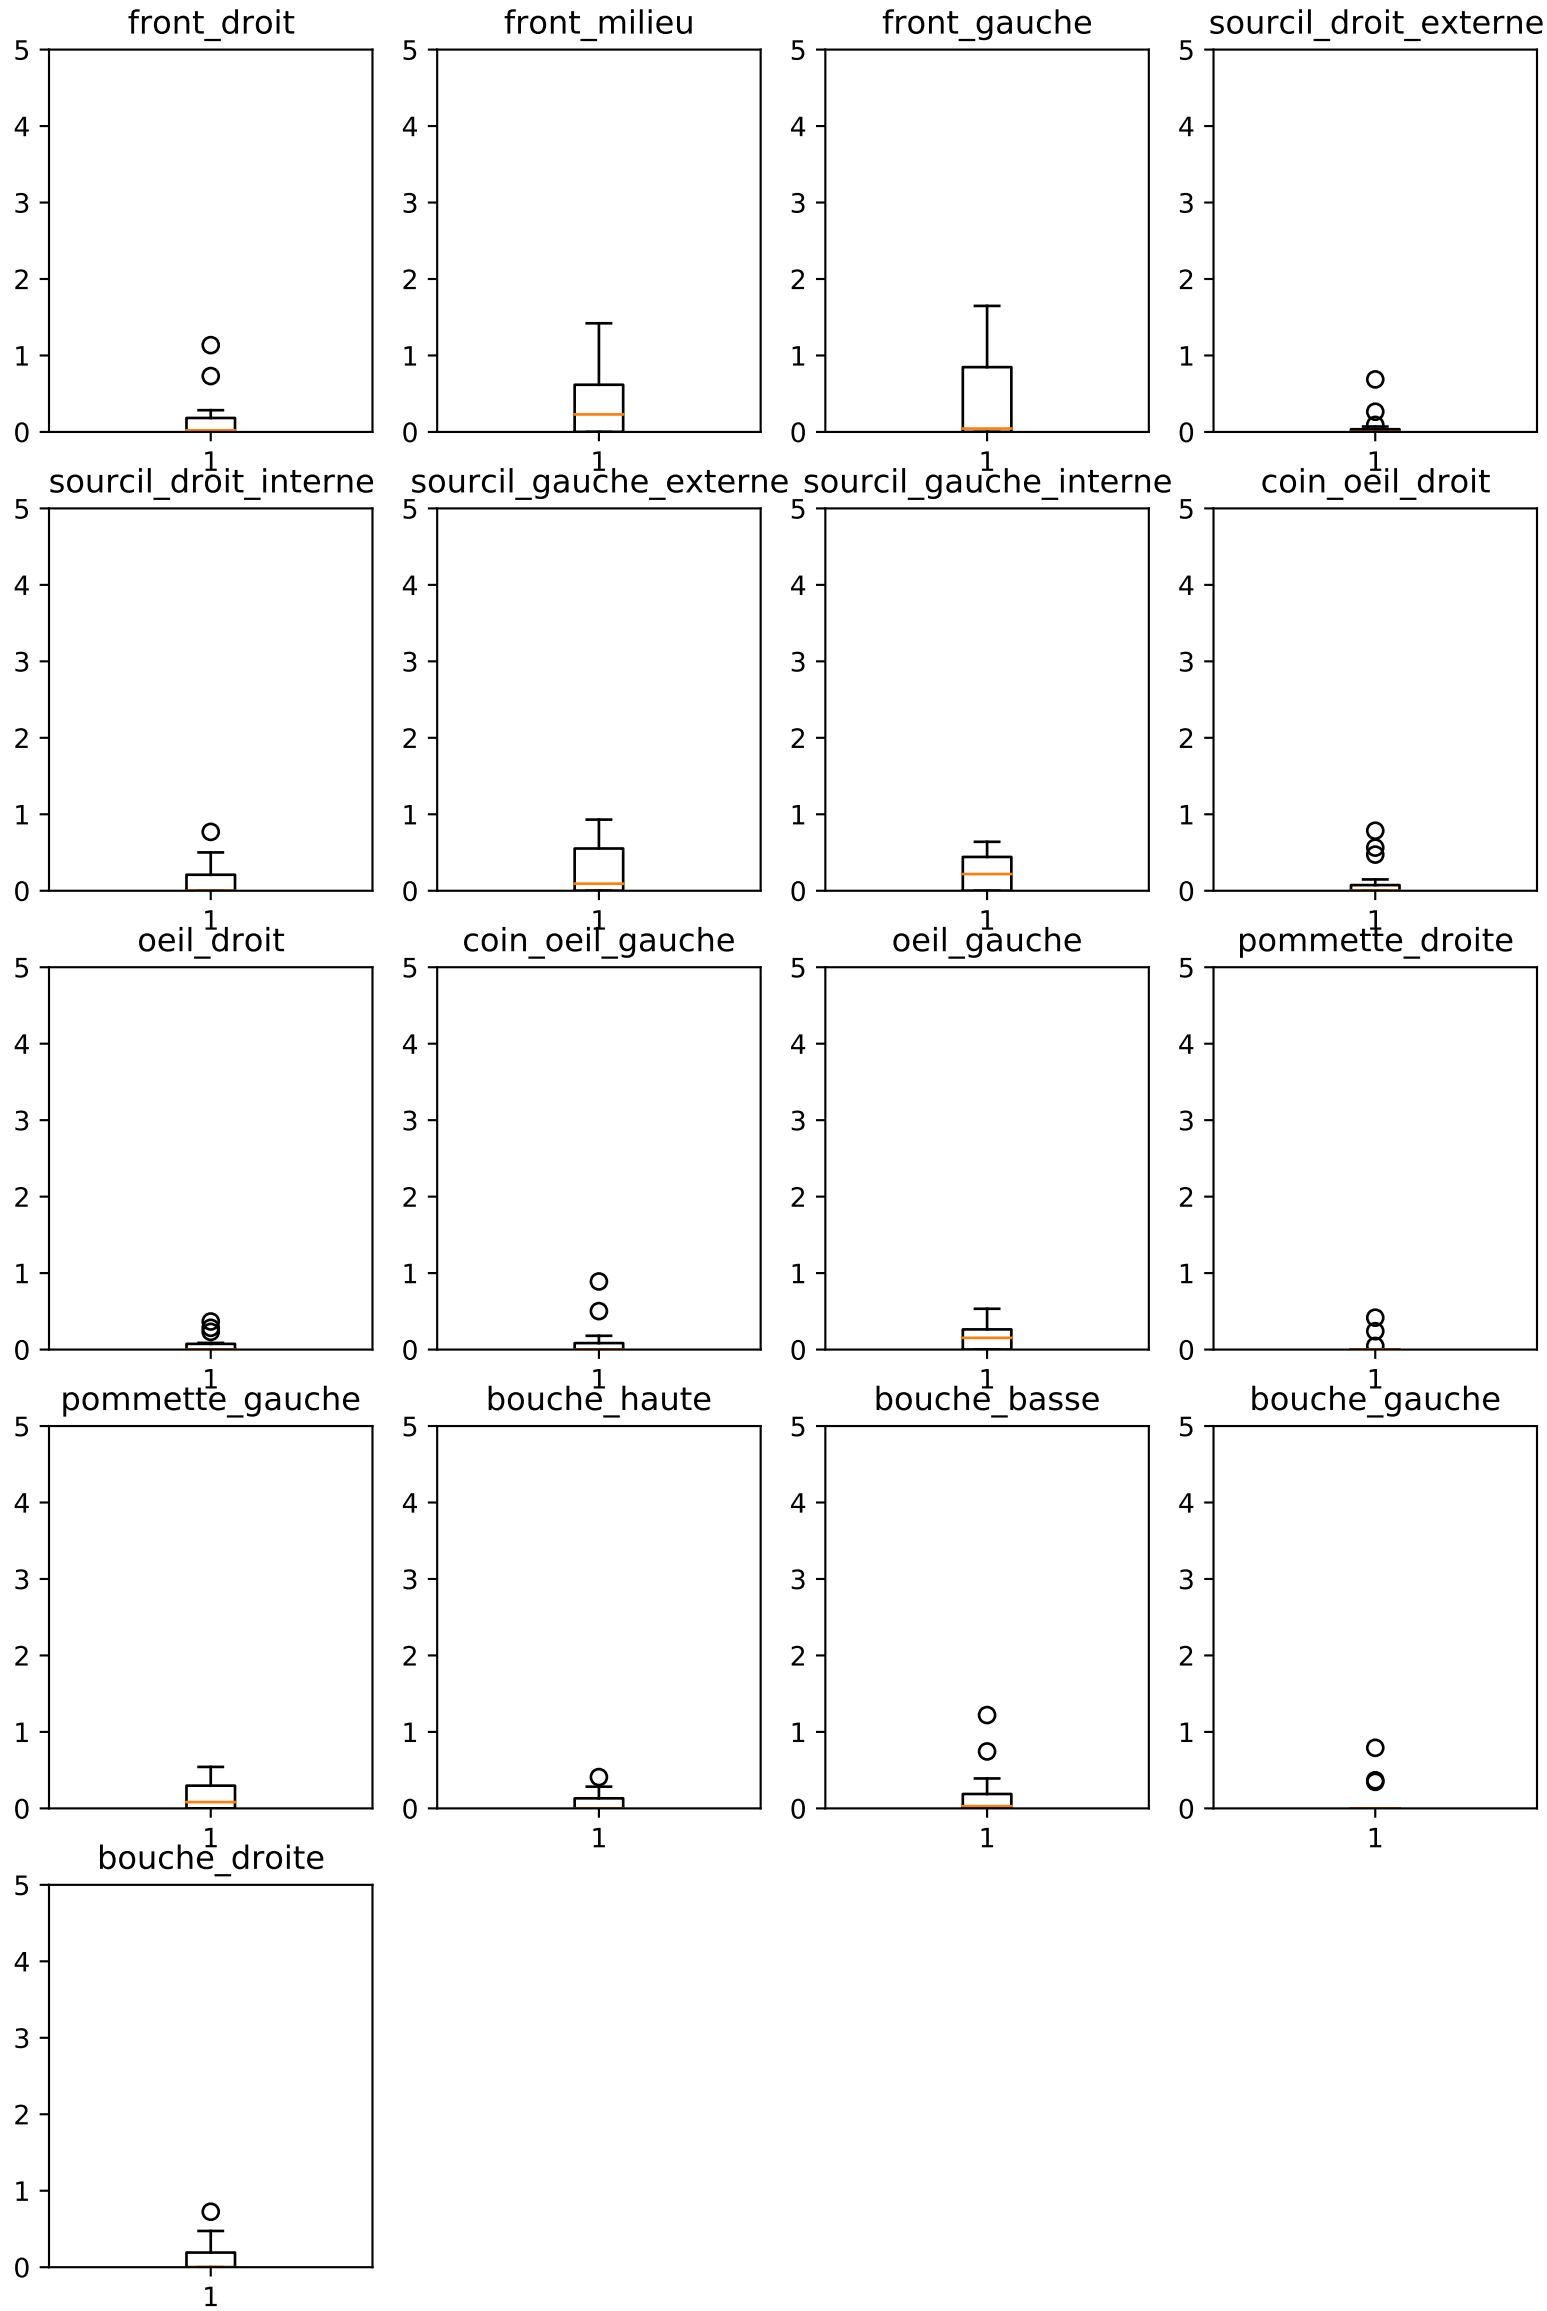 front_droit front_milieu front_gauche sourcil_droit_externe
5 5 5 5
4 4 4 4
3 3 3 3
2 2 2 2
1 1 1 1
0 0 0 0
1 1 1 1
sourcil_droit_interne sourcil_gauche_externe sourcil_gauche_interne coin_oeil_droit
5 5 5 5
4 4 4 4
3 3 3 3
2 2 2 2
1 1 1 1
0 0 0 0
1 1 1 1
oeil_droit coin_oeil_gauche oeil_gauche pommette_droite
5 5 5 5
4 4 4 4
3 3 3 3
2 2 2 2
1 1 1 1
0 0 0 0
1 1 1 1
pommette_gauche bouche_haute bouche_basse bouche_gauche
5 5 5 5
4 4 4 4
3 3 3 3
2 2 2 2
1 1 1 1
0 0 0 0
1 1 1 1
bouche_droite
5
4
3
2
1
0
1